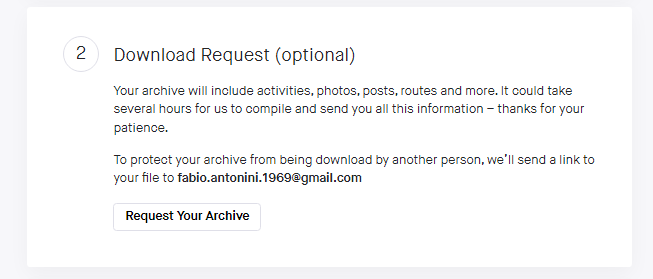 2
Download Request (optional)
Your archive will include activities, photos, posts, routes and more. It could take
several hours for us to compile and send you all this information – thanks for your
patience.
To protect your archive from being download by another person, we'll send a link to
your file to fabio.antonini.1969@gmail.com
Request Your Archive